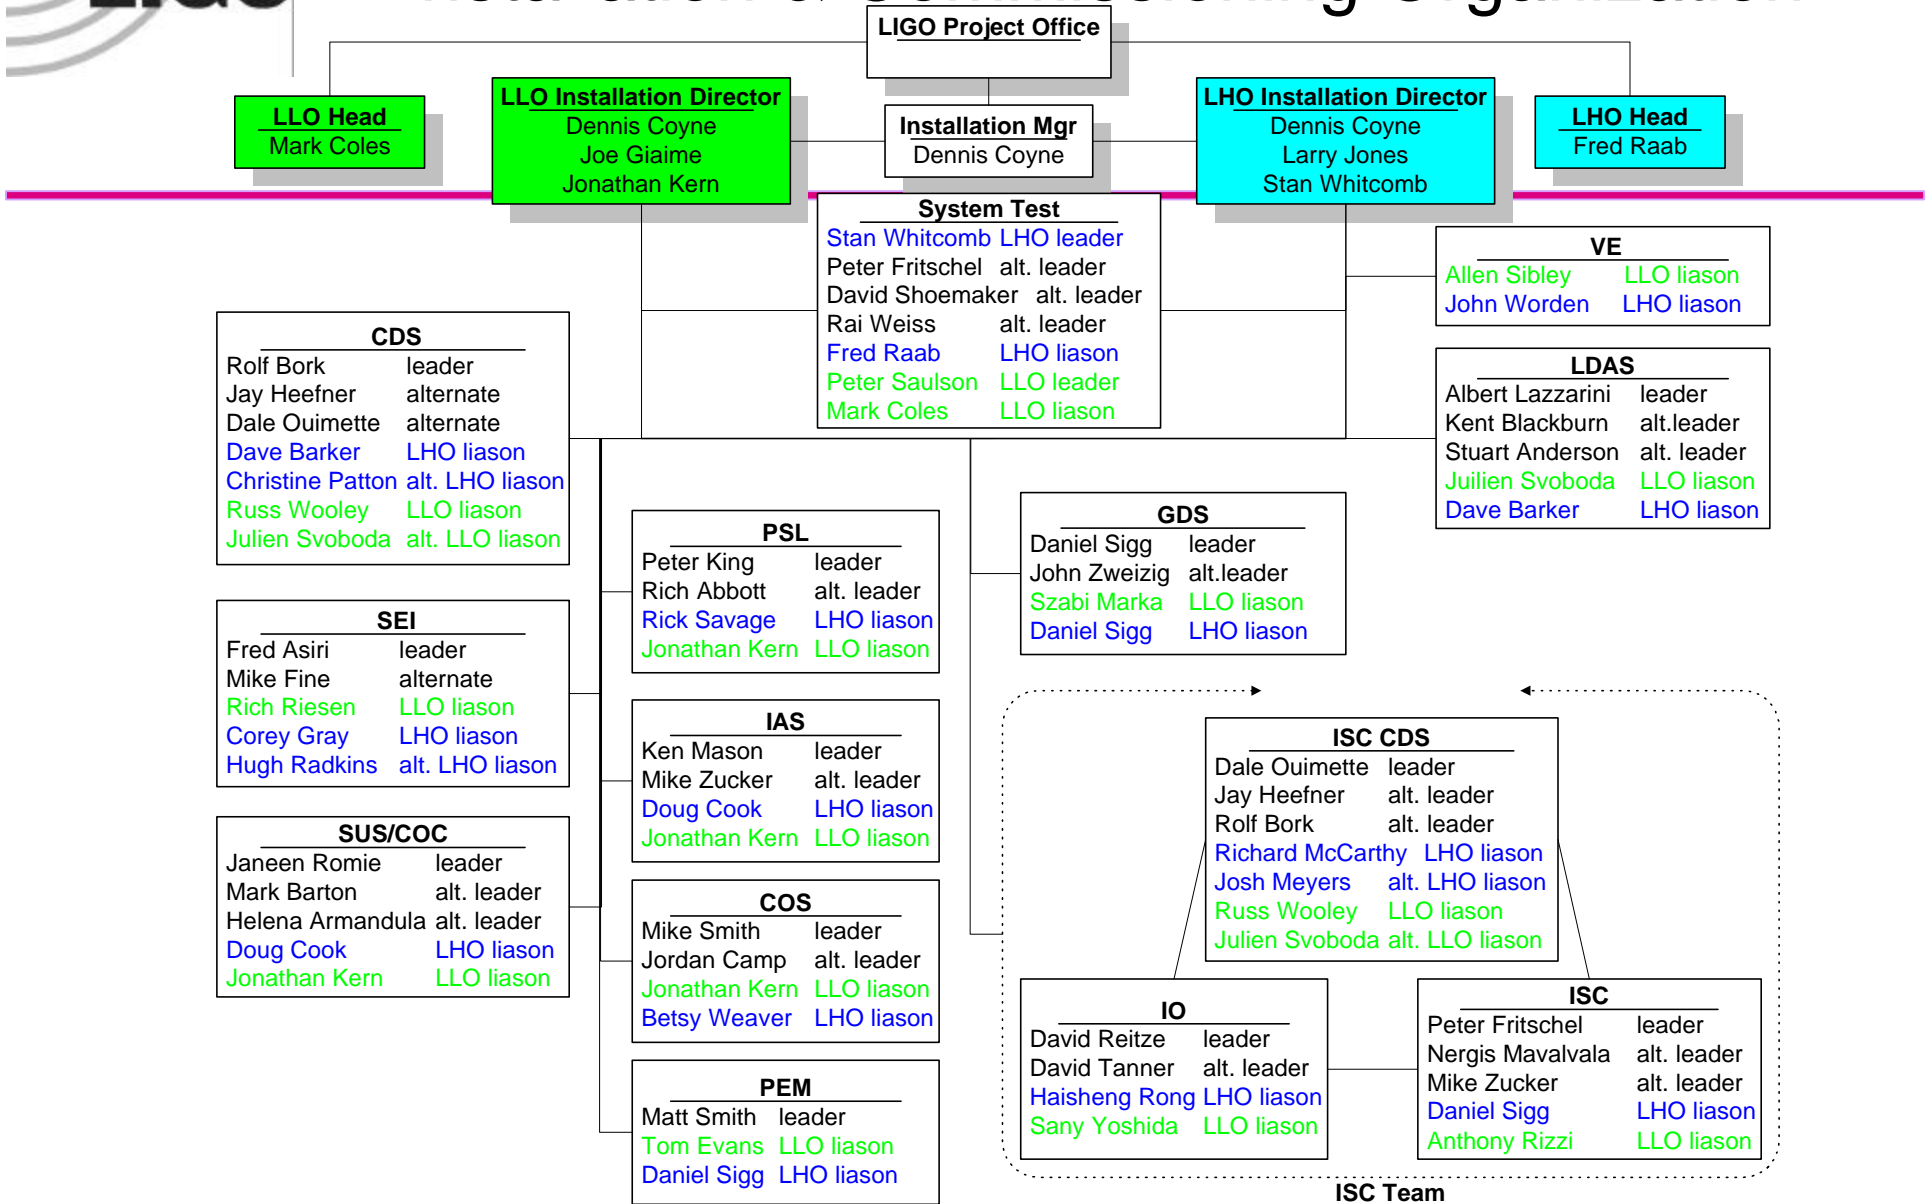 LIGO
Installation & Commissioning Organization
LIGO Project Office
LLO Head
Mark Coles
LLO Installation Director
Dennis Coyne
Joe Giaime
Jonathan Kern
Installation Mgr
Dennis Coyne
LHO Installation Director
Dennis Coyne
Larry Jones
Stan Whitcomb
LHO Head
Fred Raab
System Test
Stan Whitcomb LHO leader
Peter Fritschel alt. leader
David Shoemaker alt. leader
Rai Weiss alt. leader
Fred Raab LHO liason
Peter Saulson LLO leader
Mark Coles LLO liason
VE
Allen Sibley LLO liason
John Worden LHO liason
CDS
Rolf Bork leader
Jay Heefner alternate
Dale Ouimette alternate
Dave Barker LHO liason
Christine Patton alt. LHO liason
Russ Wooley LLO liason
Julien Svoboda alt. LLO liason
LDAS
Albert Lazzarini leader
Kent Blackburn alt.leader
Stuart Anderson alt. leader
Juilien Svoboda LLO liason
Dave Barker LHO liason
PSL
Peter King leader
Rich Abbott alt. leader
Rick Savage LHO liason
Jonathan Kern LLO liason
GDS
Daniel Sigg leader
John Zweizig alt.leader
Szabi Marka LLO liason
Daniel Sigg LHO liason
SEI
Fred Asiri leader
Mike Fine alternate
Rich Riesen LLO liason
Corey Gray LHO liason
Hugh Radkins alt. LHO liason
IAS
Ken Mason leader
Mike Zucker alt. leader
Doug Cook LHO liason
Jonathan Kern LLO liason
ISC CDS
Dale Ouimette leader
Jay Heefner alt. leader
Rolf Bork alt. leader
Richard McCarthy LHO liason
Josh Meyers alt. LHO liason
Russ Wooley LLO liason
Julien Svoboda alt. LLO liason
SUS/COC
Janeen Romie leader
Mark Barton alt. leader
Helena Armandula alt. leader
Doug Cook LHO liason
Jonathan Kern LLO liason
COS
Mike Smith leader
Jordan Camp alt. leader
Jonathan Kern LLO liason
Betsy Weaver LHO liason
IO
David Reitze leader
David Tanner alt. leader
Haisheng Rong LHO liason
Sany Yoshida LLO liason
ISC
Peter Fritschel leader
Nergis Mavalvala alt. leader
Mike Zucker alt. leader
Daniel Sigg LHO liason
Anthony Rizzi LLO liason
PEM
Matt Smith leader
Tom Evans LLO liason
Daniel Sigg LHO liason
ISC Team